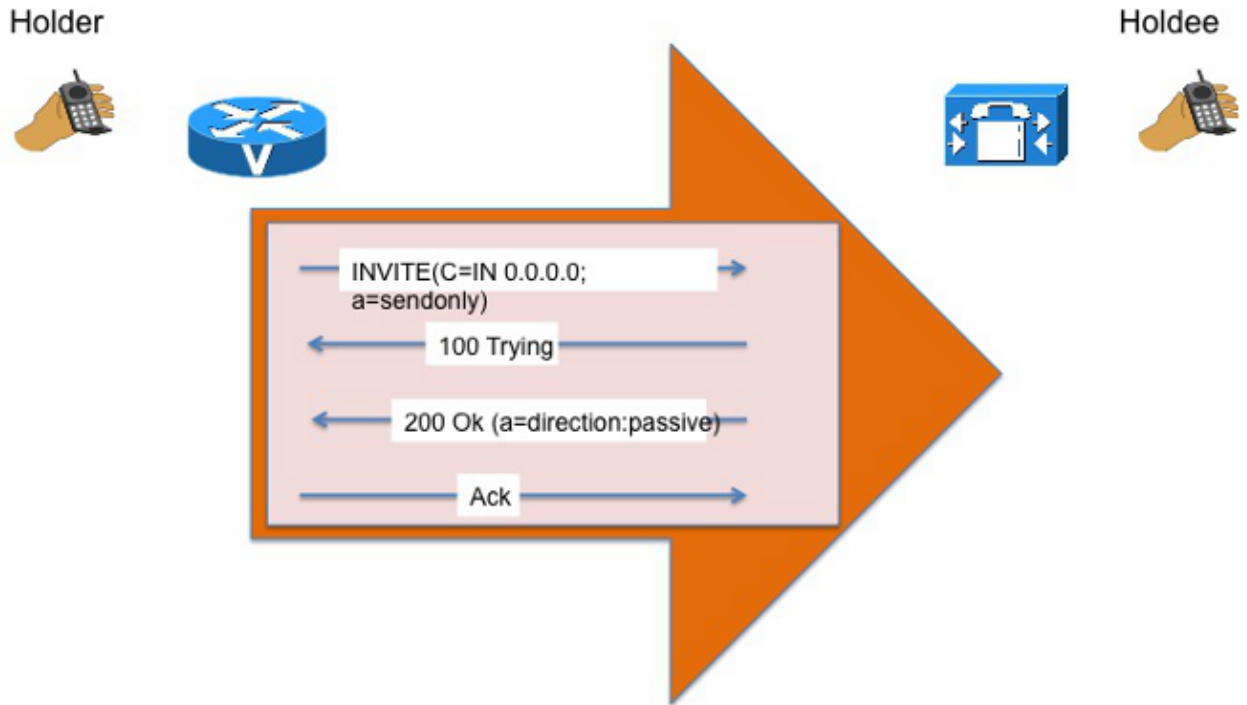 Holder
Holdee
V
INVITE(C=IN 0.0.0.0;
a=sendonly)
100 Trying
200 Ok (a=direction:passive)
Ack